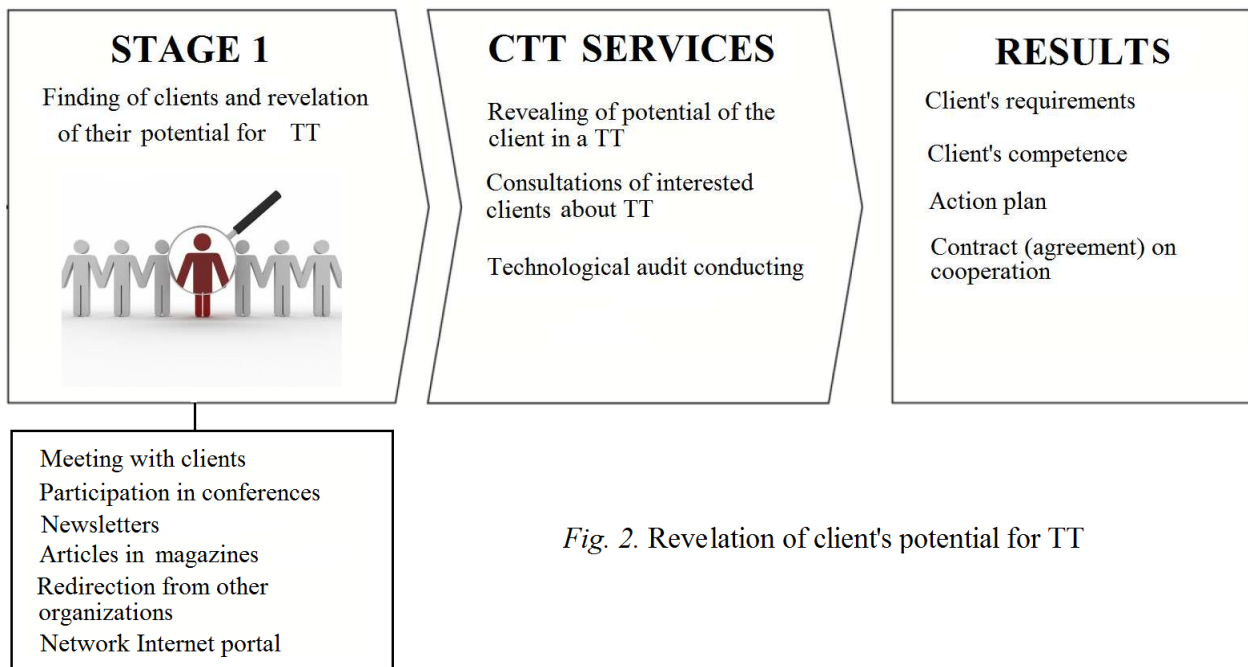 STAGE 1
Finding of clients and revelation
of their potential for TT
CTT SERVICES
Revealing of potential of the
client in a TT
Consultations of interested
clients about TT
Technological audit conducting
RESULTS
Client's requirements
Client's competence
Action plan
Contract (agreement) on
cooperation
Meeting with clients
Participation in conferences
Newsletters
Articles in magazines
Redirection from other
organizations
Network Internet portal
Fig. 2. Revelation of client's potential for TT